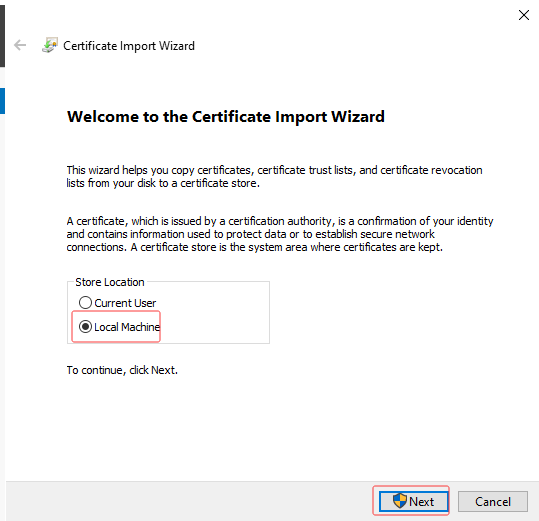 Certificate Import Wizard
Welcome to the Certificate Import Wizard
This wizard helps you copy certificates, certificate trust lists, and certificate revocation
lists from your disk to a certificate store.
A certificate, which is issued by a certification authority, is a confirmation of your identity
and contains information used to protect data or to establish secure network
connections. A certificate store is the system area where certificates are kept.
Store Location
Current User
Local Machine
To continue, click Next.
Next
Cancel